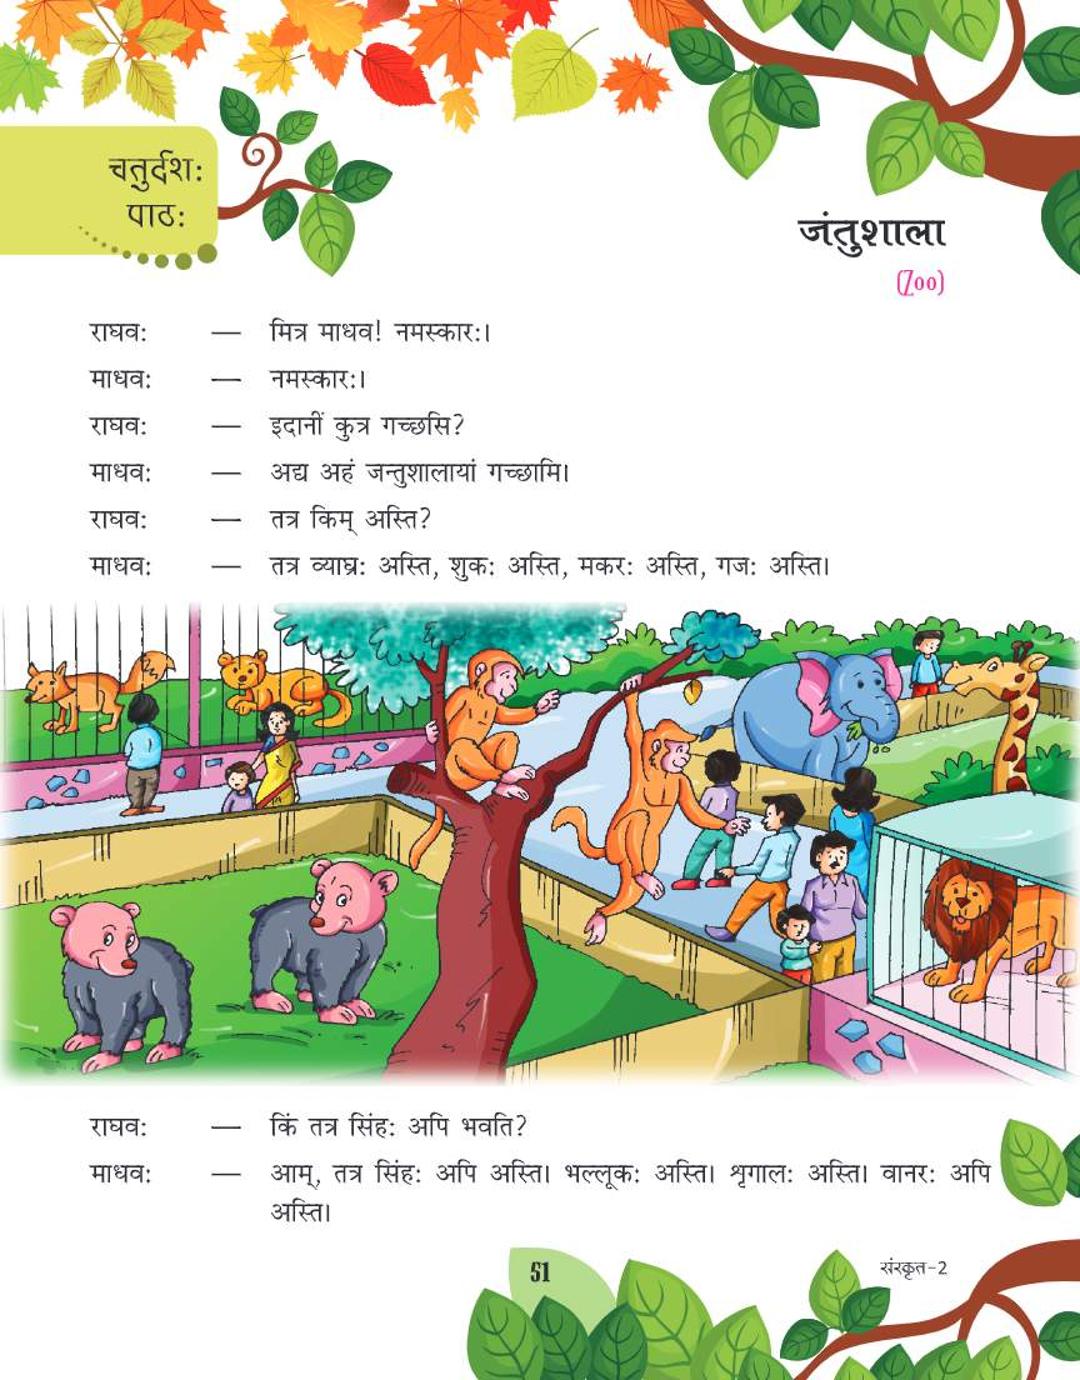 चतुर्दशः
पाठः
जंतुशाला
(Zoo)
राघवः — मित्र माधव! नमस्कारः।
माधवः — नमस्कारः।
राघवः — इदानीं कुत्र गच्छसि?
माधवः — अद्य अहं जन्तुशालायां गच्छामि।
राघवः — तत्र किम् अस्ति?
माधवः — तत्र व्याघ्रः अस्ति, शुकः अस्ति, मकरः अस्ति, गजः अस्ति।
राघवः — किं तत्र सिंहः अपि भवति?
माधवः — आम्, तत्र सिंहः अपि अस्ति। भल्लूकः अस्ति। शृगालः अस्ति। वानरः अपि
अस्ति।
51
संस्कृत-2